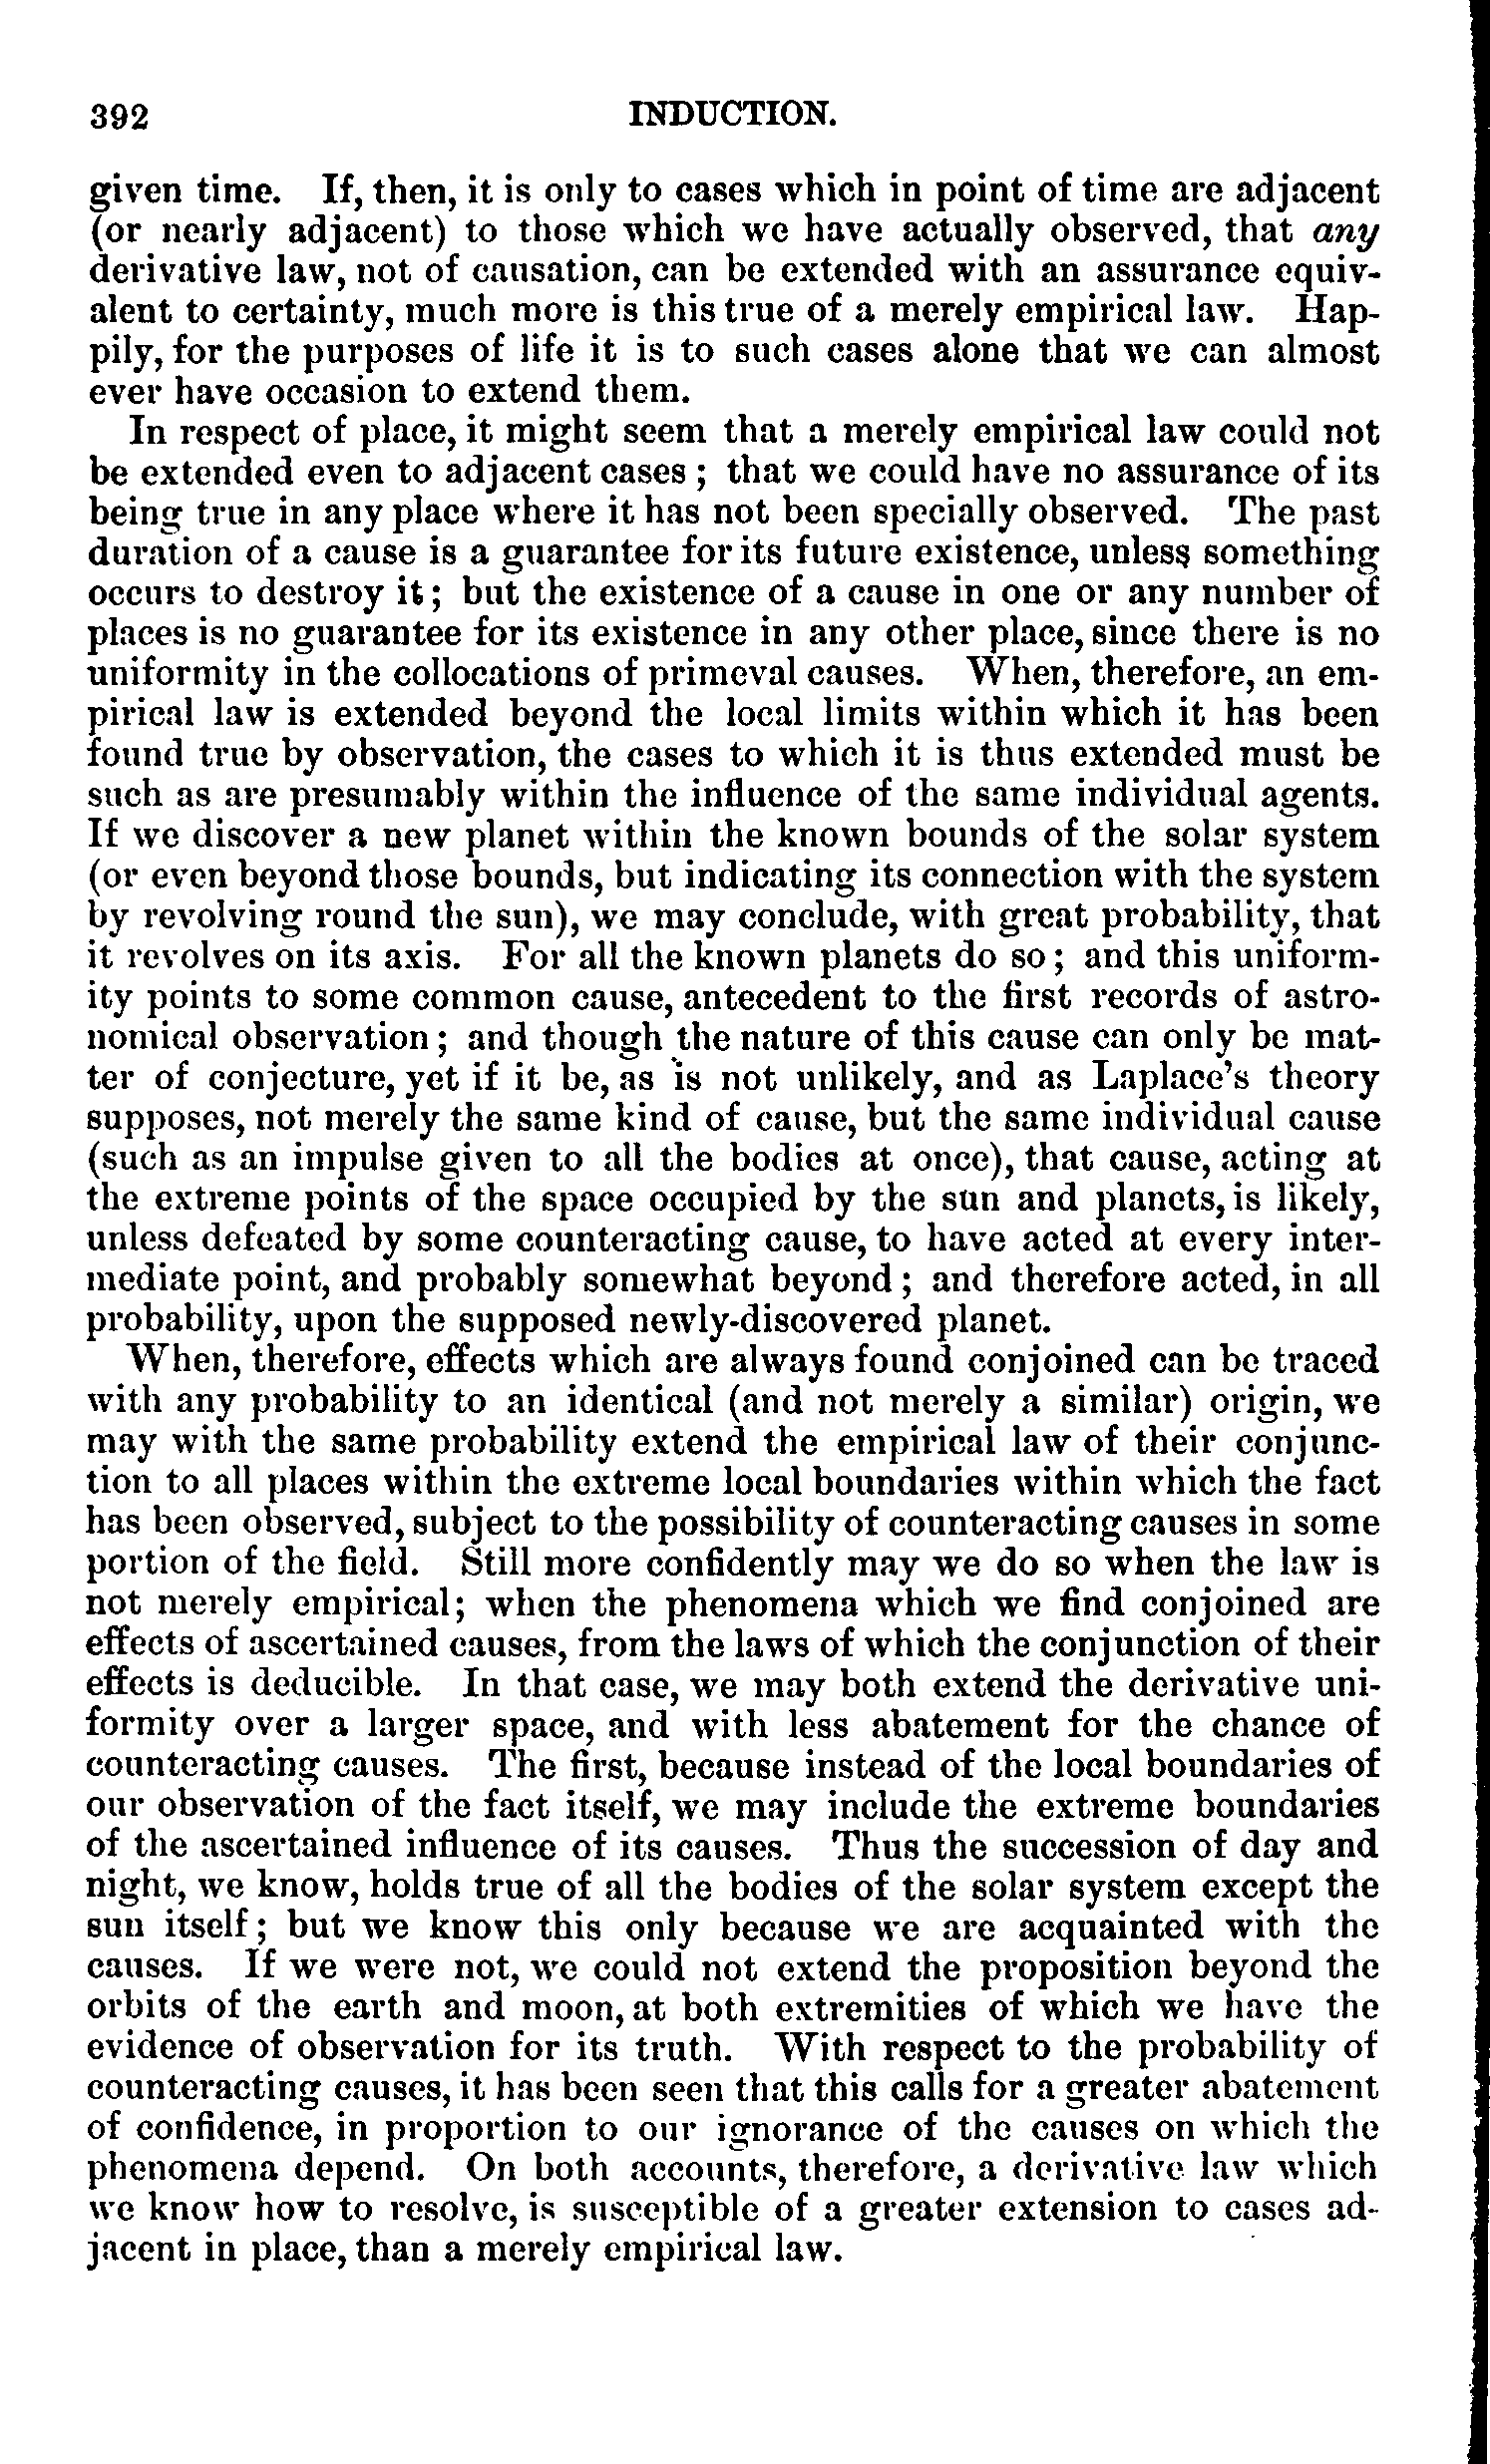 392 INDUCTION.
given time. If, then, it is only to cases which in point of time are adjacent
(or nearly adjacent) to those which we have actually observed, that any
derivative law, not of causation, can be extended with an assurance equiv-
alent to certainty, much more is this true of a merely empirical law. Hap-
pily, for the purposes of life it is to such cases alone that we can almost
ever have occasion to extend them.
In respect of place, it might seem that a merely empirical law could not
be extended even to adjacent cases; that we could have no assurance of its
being true in any place where it has not been specially observed. The past
duration of a cause is a guarantee for its future existence, unless something
occurs to destroy it; but the existence of a cause in one or any number of
places is no guarantee for its existence in any other place, since there is no
uniformity in the collocations of primeval causes. When, therefore, an em-
pirical law is extended beyond the local limits within which it has been
found true by observation, the cases to which it is thus extended must be
such as are presumably within the influence of the same individual agents.
If we discover a new planet within the known bounds of the solar system
(or even beyond those bounds, but indicating its connection with the system
by revolving round the sun), we may conclude, with great probability, that
it revolves on its axis. For all the known planets do so; and this uniform-
ity points to some common cause, antecedent to the first records of astro-
nomical observation; and though the nature of this cause can only be mat-
ter of conjecture, yet if it be, as is not unlikely, and as Laplace's theory
supposes, not merely the same kind of cause, but the same individual cause
(such as an impulse given to all the bodies at once), that cause, acting at
the extreme points of the space occupied by the sun and planets, is likely,
unless defeated by some counteracting cause, to have acted at every inter-
mediate point, and probably somewhat beyond; and therefore acted, in all
probability, upon the supposed newly-discovered planet.
When, therefore, effects which are always found conjoined can be traced
with any probability to an identical (and not merely a similar) origin, we
may with the same probability extend the empirical law of their conjunc-
tion to all places within the extreme local boundaries within which the fact
has been observed, subject to the possibility of counteracting causes in some
portion of the field. Still more confidently may we do so when the law is
not merely empirical; when the phenomena which we find conjoined are
effects of ascertained causes, from the laws of which the conjunction of their
effects is deducible. In that case, we may both extend the derivative uni-
formity over a larger space, and with less abatement for the chance of
counteracting causes. The first, because instead of the local boundaries of
our observation of the fact itself, we may include the extreme boundaries
of the ascertained influence of its causes. Thus the succession of day and
night, we know, holds true of all the bodies of the solar system except the
sun itself; but we know this only because we are acquainted with the
causes. If we were not, we could not extend the proposition beyond the
orbits of the earth and moon, at both extremities of which we have the
evidence of observation for its truth. With respect to the probability of
counteracting causes, it has been seen that this calls for a greater abatement
of confidence, in proportion to our ignorance of the causes on which the
phenomena depend. On both accounts, therefore, a derivative law which
we know how to resolve, is susceptible of a greater extension to cases ad-
jacent in place, than a merely empirical law.